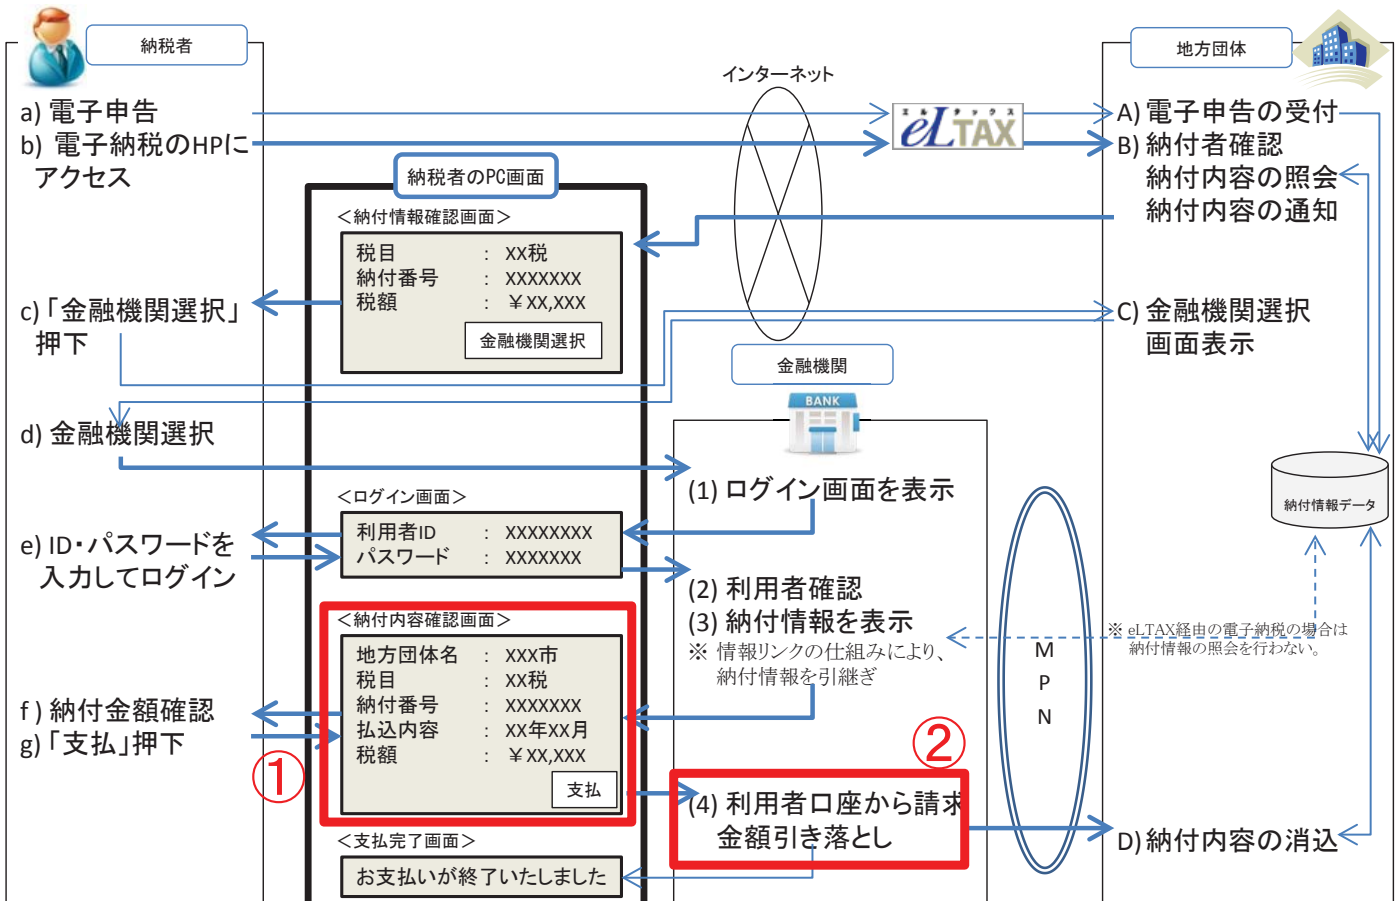 納税者
地方団体
インターネット
a) 電子申告
b) 電子納税のHPに
アクセス
エルタックス
eLTAX
A) 電子申告の受付
B) 納付者確認
納付内容の照会
納付内容の通知
納税者のPC画面
＜納付情報確認画面＞
税目 ： XX税
納付番号 ： XXXXXXX
税額 ： ￥XX,XXX
金融機関選択
c) 「金融機関選択」
押下
C) 金融機関選択
画面表示
金融機関
BANK
d) 金融機関選択
(1) ログイン画面を表示
納付情報データ
＜ログイン画面＞
利用者ID ： XXXXXXXX
パスワード ： XXXXXXX
e) ID・パスワードを
入力してログイン
(2) 利用者確認
(3) 納付情報を表示
※ 情報リンクの仕組みにより、
納付情報を引継ぎ
※ eLTAX経由の電子納税の場合は
納付情報の照会を行わない。
M
P
N
＜納付内容確認画面＞
地方団体名 ： XXX市
税目 ： XX税
納付番号 ： XXXXXXX
払込内容 ： XX年XX月
税額 ： ￥XX,XXX
支払
f ) 納付金額確認
g) 「支払」押下
①
②
(4) 利用者口座から請求
金額引き落とし
D) 納付内容の消込
＜支払完了画面＞
お支払いが終了いたしました